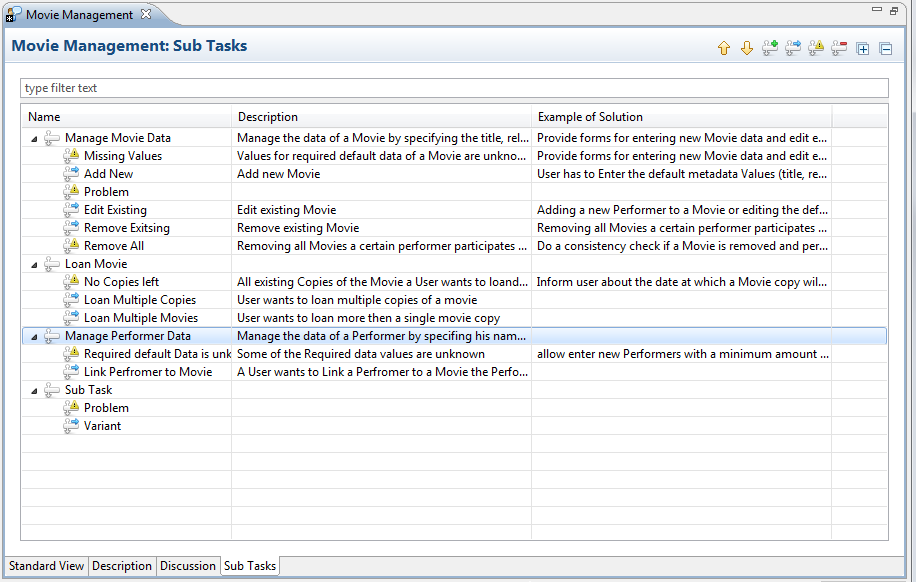 Movie Management
Movie Management: Sub Tasks
type filter text
Name Description Example of Solution
Manage Movie Data Manage the data of a Movie by specifying the title, rel... Provide forms for entering new Movie data and edit e...
Missing Values Values for required default data of a Movie are unkno... Provide forms for entering new Movie data and edit e...
Add New Add new Movie User has to Enter the default metadata Values (title, re...
Problem
Edit Existing Edit existing Movie Adding a new Performer to a Movie or editing the def...
Remove Exitsing Remove existing Movie Removing all Movies a certain performer participates ...
Remove All Removing all Movies a certain performer participates ... Do a consistency check if a Movie is removed and per...
Loan Movie
No Copies left All existing Copies of the Movie a User wants to loand... Inform user about the date at which a Movie copy wil...
Loan Multiple Copies User wants to loan multiple copies of a movie
Loan Multiple Movies User wants to loan more then a single movie copy
Manage Performer Data Manage the data of a Performer by specifing his nam...
Required default Data is unk Some of the Required data values are unknown allow enter new Performers with a minimum amount ...
Link Perfromer to Movie A User wants to Link a Perfromer to a Movie the Perfo...
Sub Task
Problem
Variant
Standard View Description Discussion Sub Tasks